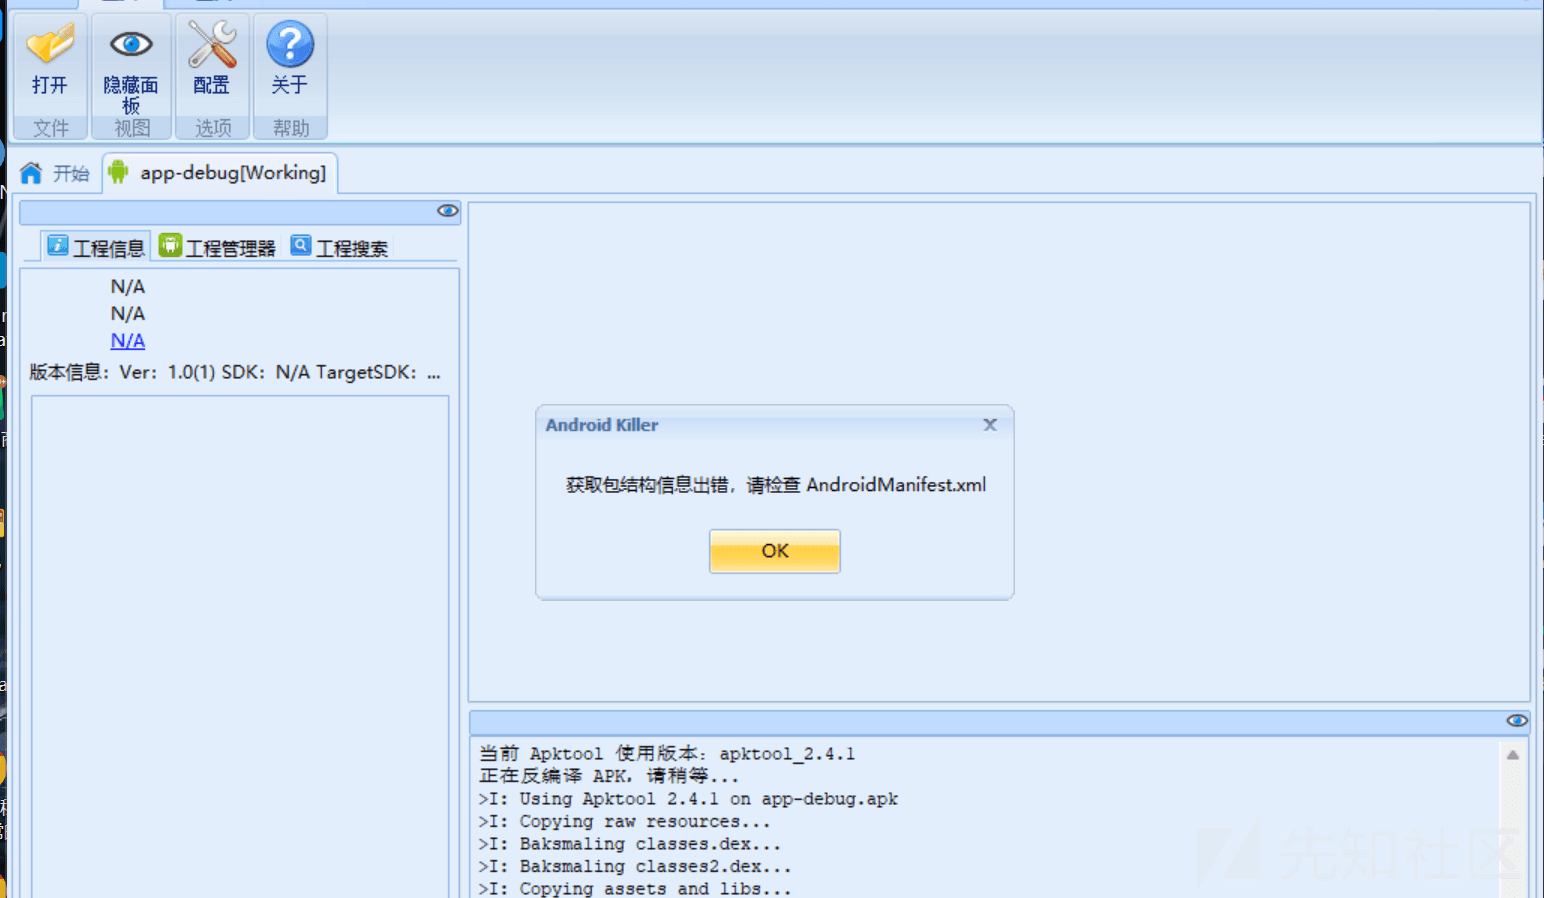 打开
隐藏面
板
配置
关于
文件
视图
选项
帮助
开始
app-debug[Working]
工程信息
工程管理器
工程搜索
N/A
N/A
N/A
版本信息：Ver：1.0(1) SDK：N/A TargetSDK：...
Android Killer
获取包结构信息出错，请检查 AndroidManifest.xml
OK
当前 Apktool 使用版本：apktool_2.4.1
正在反编译 APK，请稍等...
>I: Using Apktool 2.4.1 on app-debug.apk
>I: Copying raw resources...
>I: Baksmaling classes.dex...
>I: Baksmaling classes2.dex...
>I: Copying assets and libs...
先知社区